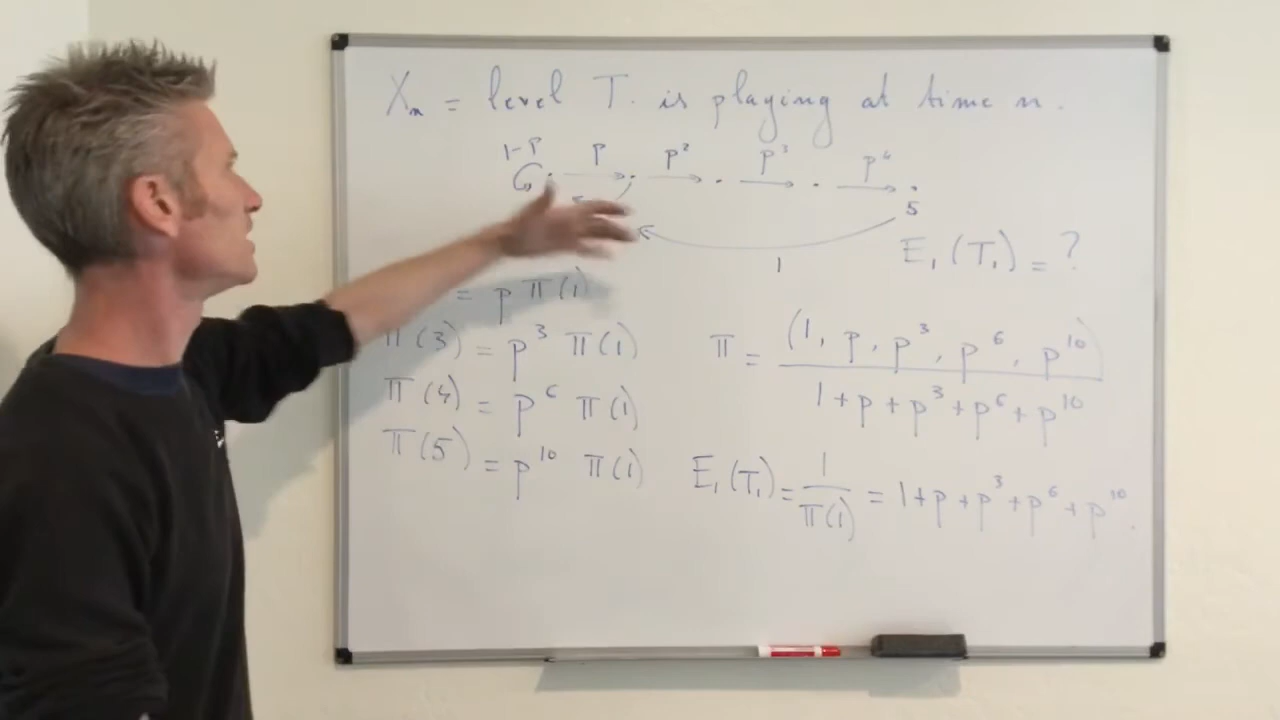 Xₙ = level T. is playing at time n.
1-p p p² p³ p⁴
5
1
E₁(T₁) = ?
= p π(1)
π(3) = p³ π(1)
π = (1, p, p³, p⁶, p¹⁰) / 1+p+p³+p⁶+p¹⁰
π(4) = p⁶ π(1)
π(5) = p¹⁰ π(1)
E₁(T₁) = 1/π(1) = 1+p+p³+p⁶+p¹⁰.